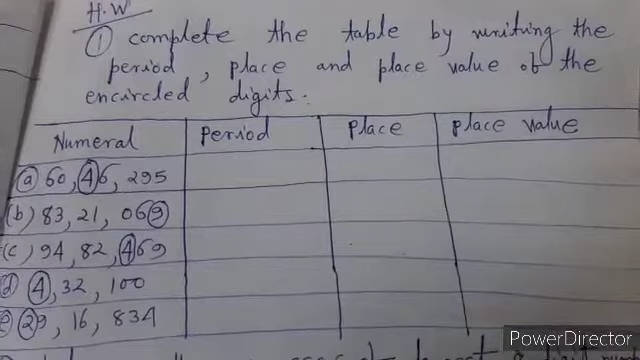 H.W
① complete the table by writing the
period, place and place value of the
encircled digits.
Numeral Period Place place value
(a) 60,46,295
(b) 83,21,069
(c) 94,82,469
(d) 4,32,100
(e) 29,16,834
PowerDirector